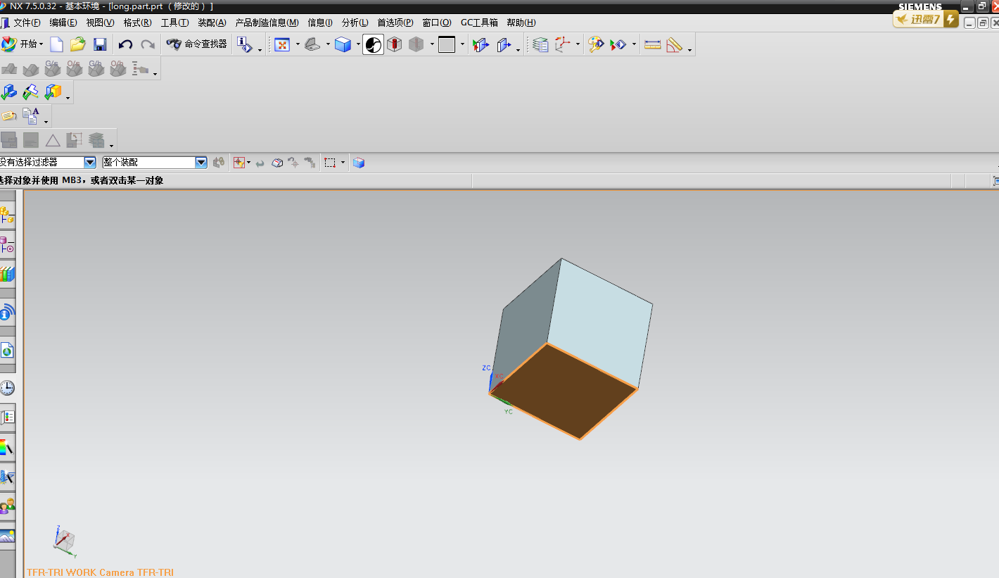 NX 7.5.0.32 - 基本环境 - [long.part.prt （修改的）]
SIEMENS
迅雷7
文件(F) 编辑(E) 视图(V) 格式(R) 工具(T) 装配(A) 产品制造信息(M) 信息(I) 分析(L) 首选项(P) 窗口(O) GC工具箱 帮助(H)
开始 命令查找器
G/s O/s G/h O/h
A
没有选择过滤器 整个装配
选择对象并使用 MB3，或者双击某一对象
ZC
XC
YC
Z
X
Y
TFR-TRI WORK Camera TFR-TRI